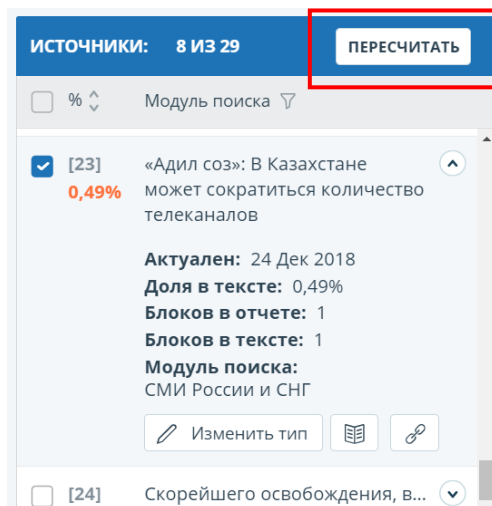 ИСТОЧНИКИ: 8 ИЗ 29 ПЕРЕСЧИТАТЬ
% Модуль поиска
[23] «Адил соз»: В Казахстане
0,49% может сократиться количество
телеканалов
Актуален: 24 Дек 2018
Доля в тексте: 0,49%
Блоков в отчете: 1
Блоков в тексте: 1
Модуль поиска:
СМИ России и СНГ
Изменить тип
[24] Скорейшего освобождения, в...